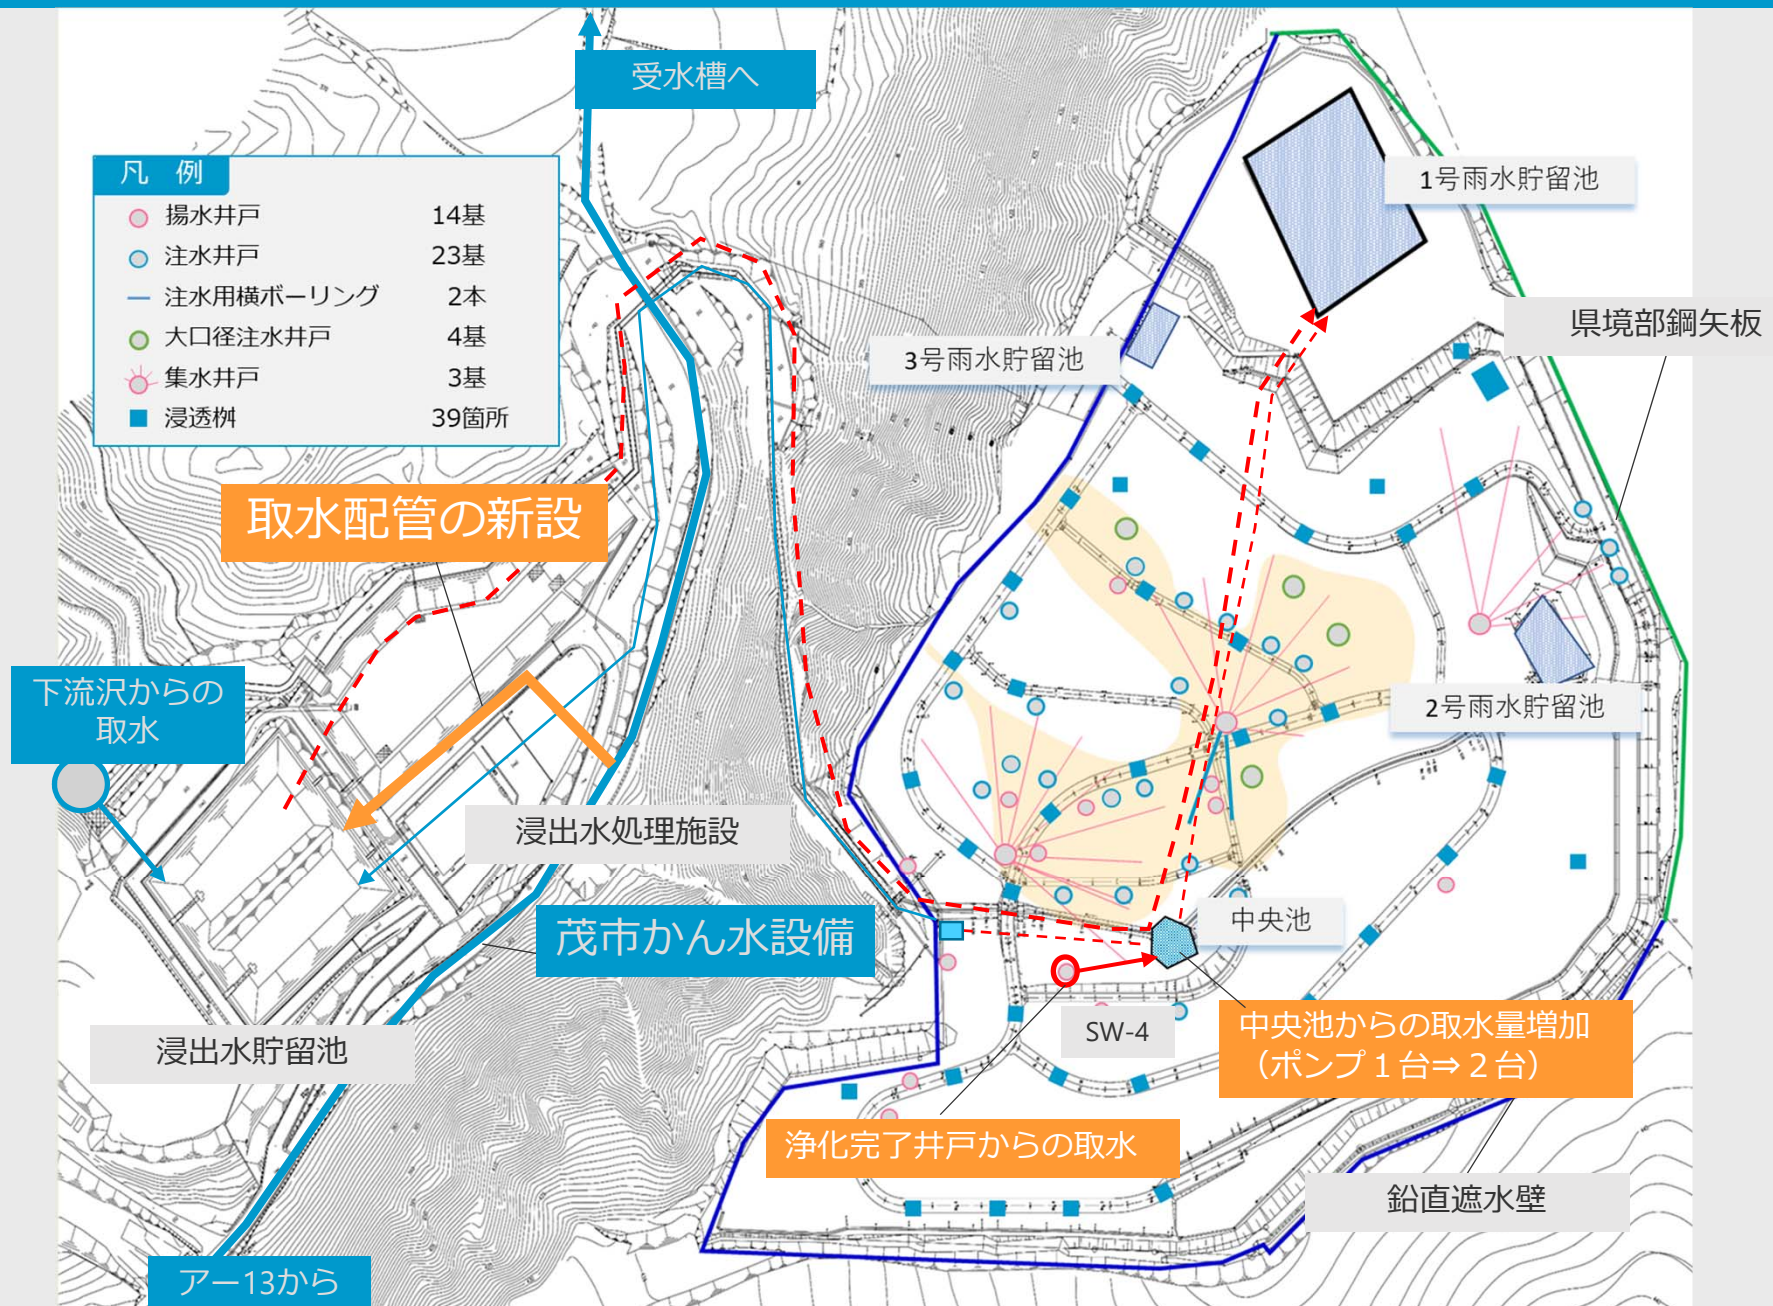 受水槽へ
凡 例
揚水井戸 14基
注水井戸 23基
注水用横ボーリング 2本
大口径注水井戸 4基
集水井戸 3基
浸透桝 39箇所
1号雨水貯留池
県境部鋼矢板
3号雨水貯留池
取水配管の新設
下流沢からの
取水
2号雨水貯留池
浸出水処理施設
中央池
茂市かん水設備
浸出水貯留池
SW-4
中央池からの取水量増加
（ポンプ１台⇒２台）
浄化完了井戸からの取水
鉛直遮水壁
アー13から